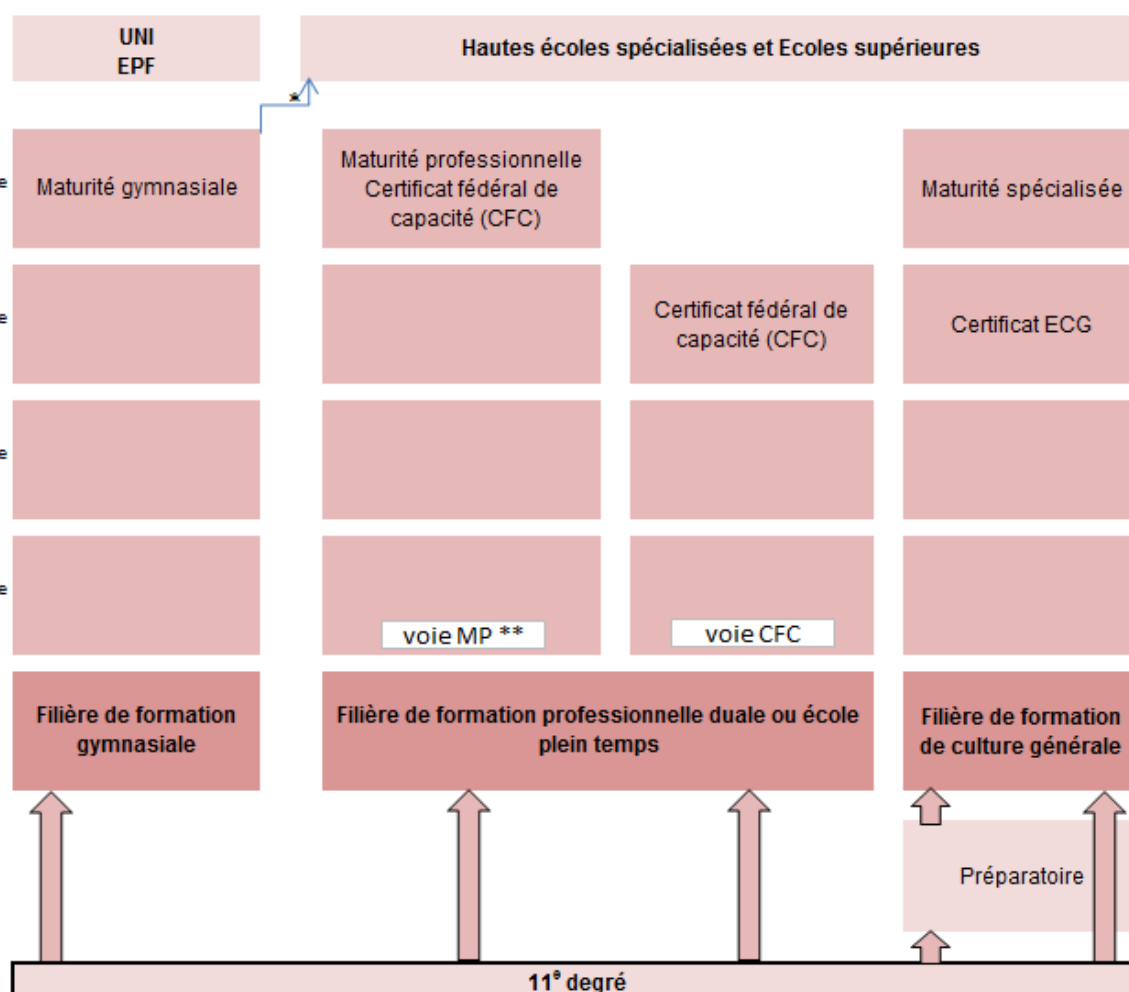 UNI
EPF
Hautes écoles spécialisées et Ecoles supérieures
*
Maturité gymnasiale
Maturité professionnelle
Certificat fédéral de
capacité (CFC)
Maturité spécialisée
e
Certificat fédéral de
capacité (CFC)
Certificat ECG
e
e
e
voie MP **
voie CFC
Filière de formation
gymnasiale
Filière de formation professionnelle duale ou école
plein temps
Filière de formation
de culture générale
Préparatoire
11e degré